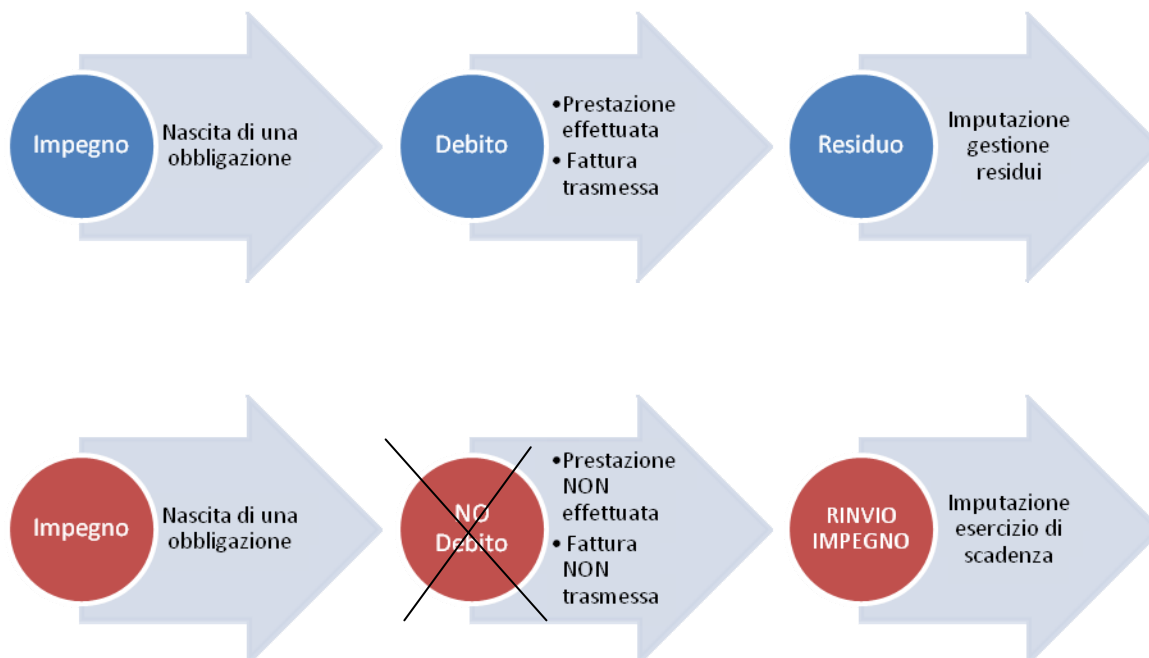 Impegno
Nascita di una
obbligazione
Debito
•Prestazione
effettuata
• Fattura
trasmessa
Residuo
Imputazione
gestione
residui
Impegno
Nascita di una
obbligazione
NO
Debito
•Prestazione
NON
effettuata
• Fattura
NON
trasmessa
RINVIO
IMPEGNO
Imputazione
esercizio di
scadenza